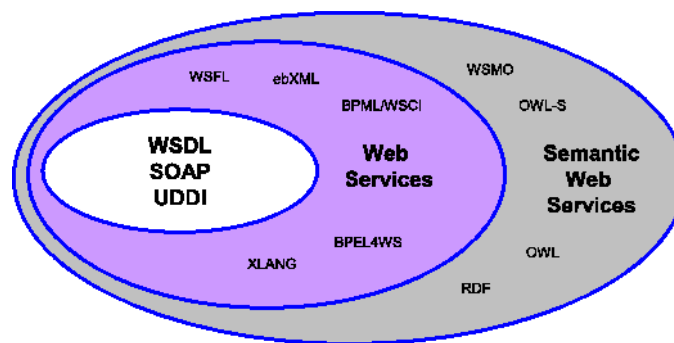 WSFL
ebXML
WSMO
BPML/WSCI
OWL-S
WSDL
SOAP
UDDI
Web
Services
Semantic
Web
Services
BPEL4WS
OWL
XLANG
RDF